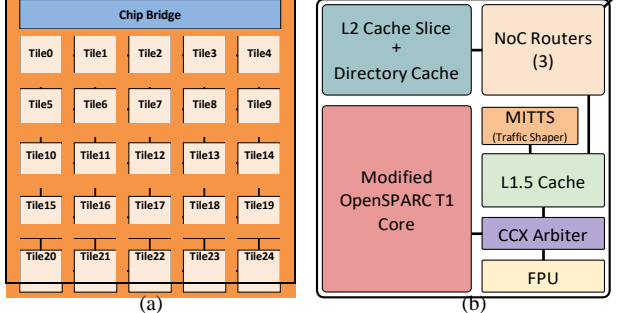 Chip Bridge
Tile0 Tile1 Tile2 Tile3 Tile4
Tile5 Tile6 Tile7 Tile8 Tile9
Tile10 Tile11 Tile12 Tile13 Tile14
Tile15 Tile16 Tile17 Tile18 Tile19
Tile20 Tile21 Tile22 Tile23 Tile24
(a)
L2 Cache Slice
+
Directory Cache
NoC Routers
(3)
MITTS
(Traffic Shaper)
Modified
OpenSPARC T1
Core
L1.5 Cache
CCX Arbiter
FPU
(b)